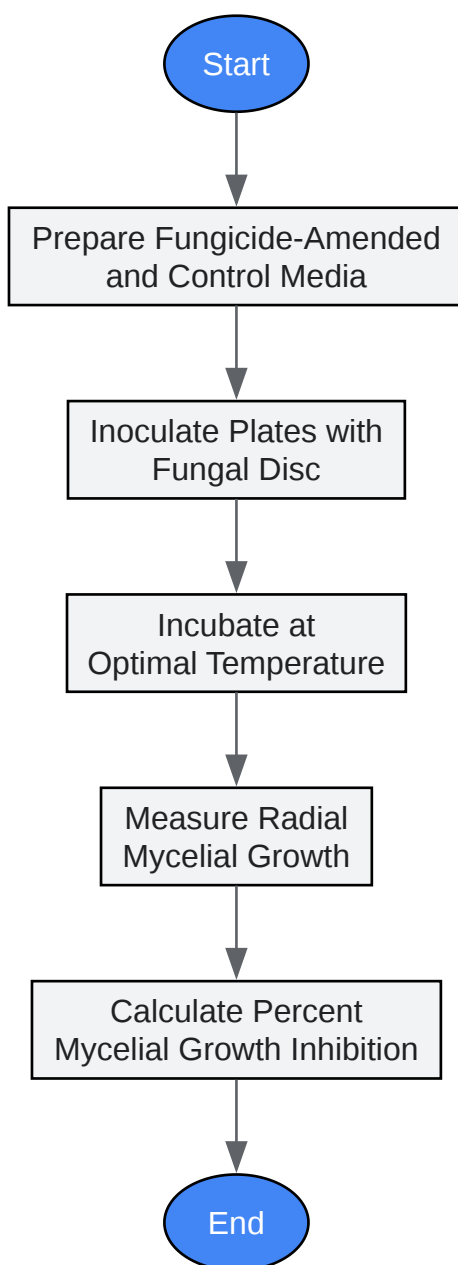 Start
Prepare Fungicide-Amended
and Control Media
Inoculate Plates with
Fungal Disc
Incubate at
Optimal Temperature
Measure Radial
Mycelial Growth
Calculate Percent
Mycelial Growth Inhibition
End